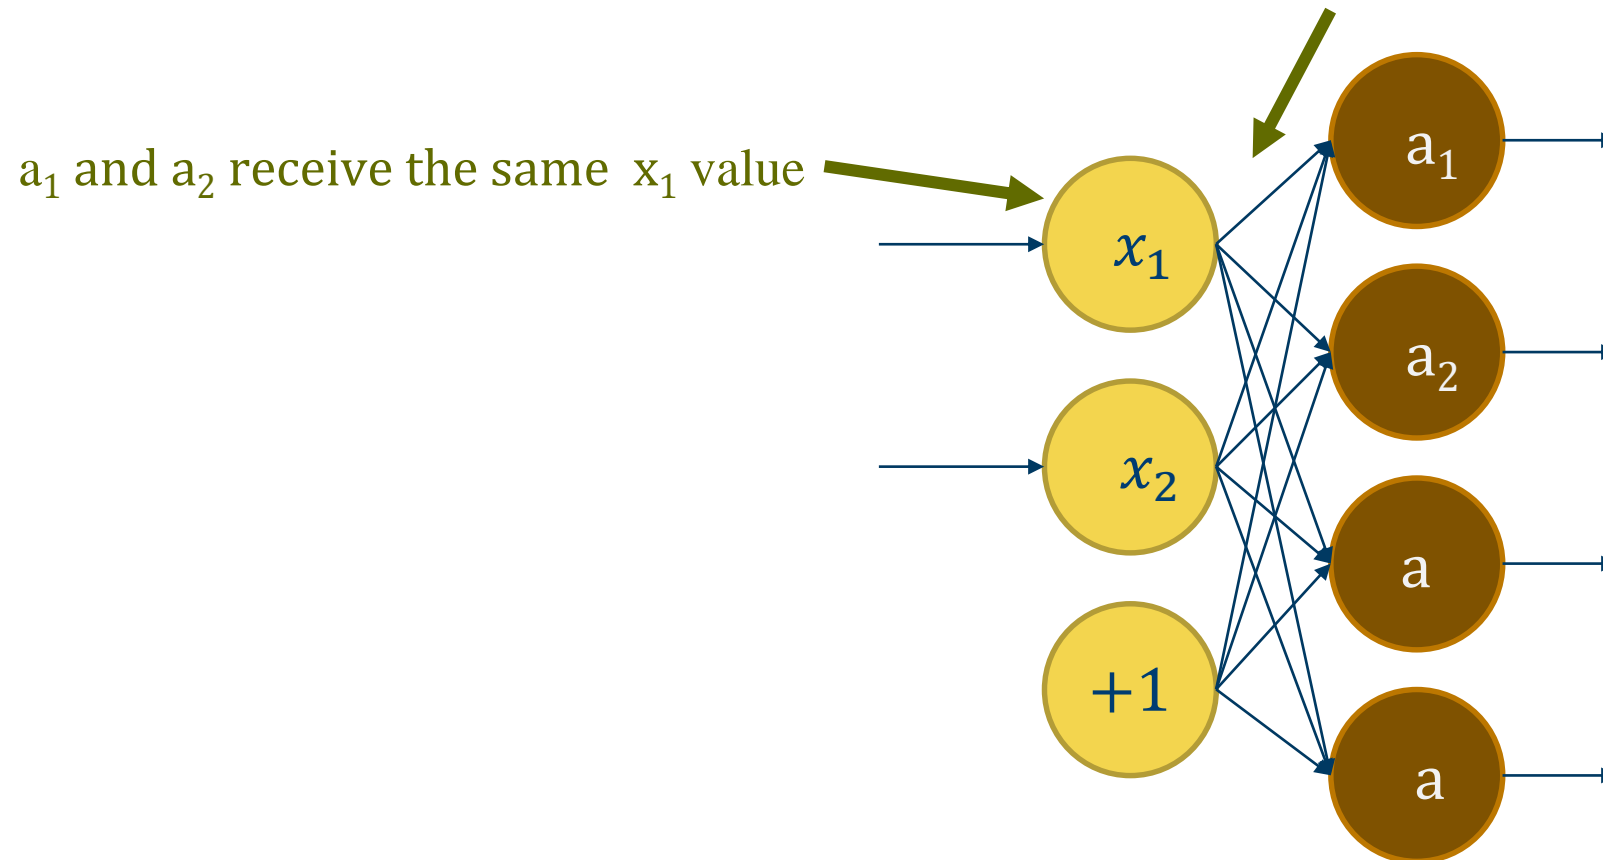 a₁ and a₂ receive the same x₁ value
x₁
x₂
+1
a₁
a₂
a
a